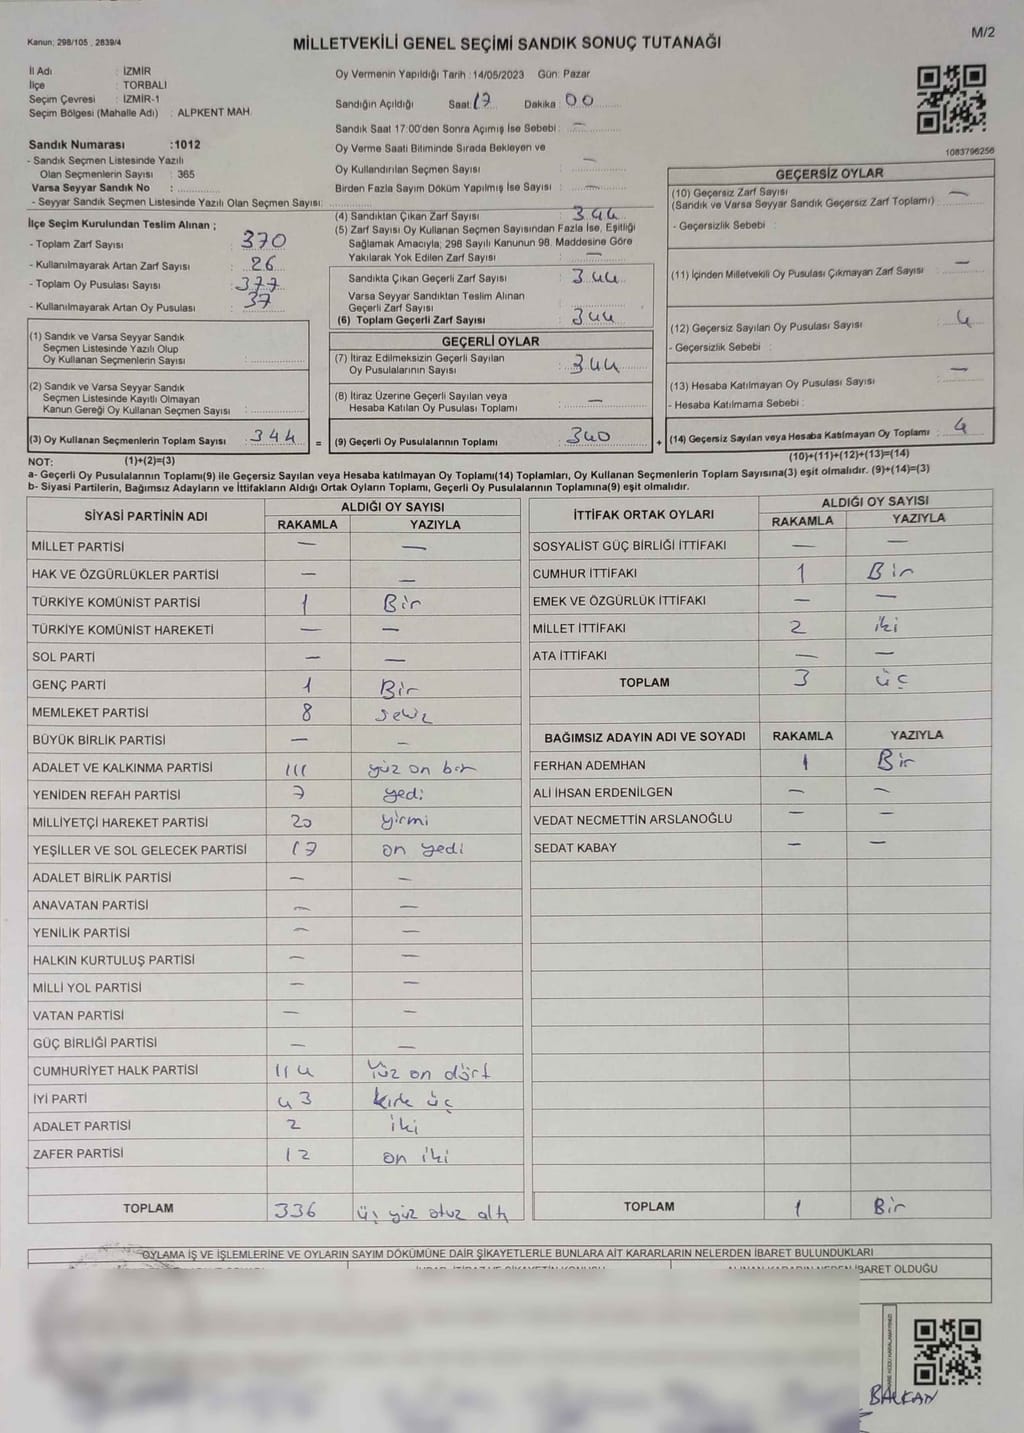 Kanun; 298/105 , 2839/4
M/2
MİLLETVEKİLİ GENEL SEÇİMİ SANDIK SONUÇ TUTANAĞI
İl Adı : İZMİR
İlçe : TORBALI
Seçim Çevresi : İZMİR-1
Seçim Bölgesi (Mahalle Adı) : ALPKENT MAH.
Sandık Numarası :1012
- Sandık Seçmen Listesinde Yazılı
Olan Seçmenlerin Sayısı : 365
Varsa Seyyar Sandık No :
- Seyyar Sandık Seçmen Listesinde Yazılı Olan Seçmen Sayısı:
Oy Vermenin Yapıldığı Tarih : 14/05/2023 Gün: Pazar
Sandığın Açıldığı Saat: 17 Dakika : 00
Sandık Saat 17:00'den Sonra Açımış İse Sebebi : —
Oy Verme Saati Bitiminde Sırada Bekleyen ve
Oy Kullandırılan Seçmen Sayısı : —
Birden Fazla Sayım Döküm Yapılmış İse Sayısı : —
1083796256
İlçe Seçim Kurulundan Teslim Alınan ;
- Toplam Zarf Sayısı : 370
- Kullanılmayarak Artan Zarf Sayısı : 26
- Toplam Oy Pusulası Sayısı : 377
- Kullanılmayarak Artan Oy Pusulası : 37
(1) Sandık ve Varsa Seyyar Sandık
Seçmen Listesinde Yazılı Olup
Oy Kullanan Seçmenlerin Sayısı :
(2) Sandık ve Varsa Seyyar Sandık
Seçmen Listesinde Kayıtlı Olmayan
Kanun Gereği Oy Kullanan Seçmen Sayısı :
(3) Oy Kullanan Seçmenlerin Toplam Sayısı : 344 =
(4) Sandıktan Çıkan Zarf Sayısı : 344
(5) Zarf Sayısı Oy Kullanan Seçmen Sayısından Fazla İse, Eşitliği
Sağlamak Amacıyla; 298 Sayılı Kanunun 98. Maddesine Göre
Yakılarak Yok Edilen Zarf Sayısı : —
Sandıkta Çıkan Geçerli Zarf Sayısı : 344
Varsa Seyyar Sandıktan Teslim Alınan
Geçerli Zarf Sayısı :
(6) Toplam Geçerli Zarf Sayısı : 344
GEÇERLİ OYLAR
(7) İtiraz Edilmeksizin Geçerli Sayılan
Oy Pusulalarının Sayısı : 344
(8) İtiraz Üzerine Geçerli Sayılan veya
Hesaba Katılan Oy Pusulası Toplamı : —
(9) Geçerli Oy Pusulalarının Toplamı : 340 +
GEÇERSİZ OYLAR
(10) Geçersiz Zarf Sayısı
(Sandık ve Varsa Seyyar Sandık Geçersiz Zarf Toplamı) : —
- Geçersizlik Sebebi :
(11) İçinden Milletvekili Oy Pusulası Çıkmayan Zarf Sayısı : —
(12) Geçersiz Sayılan Oy Pusulası Sayısı : 4
- Geçersizlik Sebebi :
(13) Hesaba Katılmayan Oy Pusulası Sayısı : —
- Hesaba Katılmama Sebebi :
(14) Geçersiz Sayılan veya Hesaba Katılmayan Oy Toplamı : 4
NOT: (1)+(2)=(3) (10)+(11)+(12)+(13)=(14)
a- Geçerli Oy Pusulalarının Toplamı(9) ile Geçersiz Sayılan veya Hesaba katılmayan Oy Toplamı(14) Toplamları, Oy Kullanan Seçmenlerin Toplam Sayısına(3) eşit olmalıdır. (9)+(14)=(3)
b- Siyasi Partilerin, Bağımsız Adayların ve İttifakların Aldığı Ortak Oyların Toplamı, Geçerli Oy Pusulalarının Toplamına(9) eşit olmalıdır.
SİYASİ PARTİNİN ADI ALDIĞI OY SAYISI
RAKAMLA YAZIYLA
MİLLET PARTİSİ — —
HAK VE ÖZGÜRLÜKLER PARTİSİ — —
TÜRKİYE KOMÜNİST PARTİSİ 1 Bir
TÜRKİYE KOMÜNİST HAREKETİ — —
SOL PARTİ — —
GENÇ PARTİ 1 Bir
MEMLEKET PARTİSİ 8 sekiz
BÜYÜK BİRLİK PARTİSİ — —
ADALET VE KALKINMA PARTİSİ 111 yüz on bir
YENİDEN REFAH PARTİSİ 7 yedi
MİLLİYETÇİ HAREKET PARTİSİ 20 yirmi
YEŞİLLER VE SOL GELECEK PARTİSİ 17 on yedi
ADALET BİRLİK PARTİSİ — —
ANAVATAN PARTİSİ — —
YENİLİK PARTİSİ — —
HALKIN KURTULUŞ PARTİSİ — —
MİLLİ YOL PARTİSİ — —
VATAN PARTİSİ — —
GÜÇ BİRLİĞİ PARTİSİ — —
CUMHURİYET HALK PARTİSİ 114 Yüz on dört
İYİ PARTİ 43 kırk üç
ADALET PARTİSİ 2 iki
ZAFER PARTİSİ 12 on iki
TOPLAM 336 üç yüz otuz altı
İTTİFAK ORTAK OYLARI ALDIĞI OY SAYISI
RAKAMLA YAZIYLA
SOSYALİST GÜÇ BİRLİĞİ İTTİFAKI — —
CUMHUR İTTİFAKI 1 Bir
EMEK VE ÖZGÜRLÜK İTTİFAKI — —
MİLLET İTTİFAKI 2 iki
ATA İTTİFAKI — —
TOPLAM 3 üç
BAĞIMSIZ ADAYIN ADI VE SOYADI RAKAMLA YAZIYLA
FERHAN ADEMHAN 1 Bir
ALİ İHSAN ERDENİLGEN — —
VEDAT NECMETTİN ARSLANOĞLU — —
SEDAT KABAY — —
TOPLAM 1 Bir
OYLAMA İŞ VE İŞLEMLERİNE VE OYLARIN SAYIM DÖKÜMÜNE DAİR ŞİKAYETLERLE BUNLARA AİT KARARLARIN NELERDEN İBARET BULUNDUKLARI
İBARET OLDUĞU
BALKAN